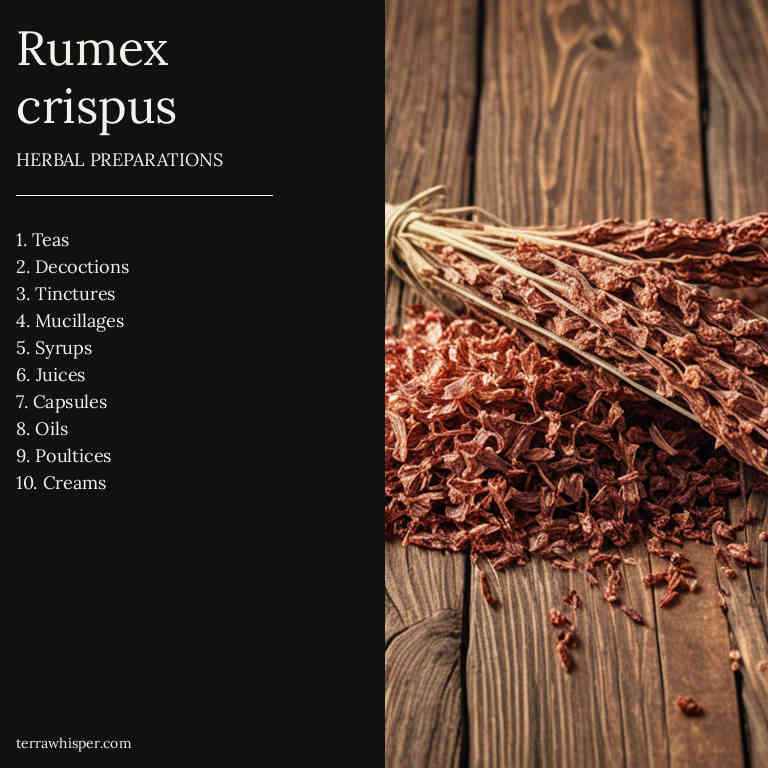 Rumex
crispus
HERBAL PREPARATIONS
1. Teas
2. Decoctions
3. Tinctures
4. Mucillages
5. Syrups
6. Juices
7. Capsules
8. Oils
9. Poultices
10. Creams
terrawhisper.com